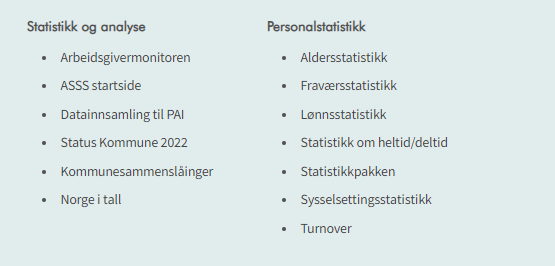 Statistikk og analyse
Arbeidsgivermonitoren
ASSS startside
Datainnsamling til PAI
Status Kommune 2022
Kommunesammenslåinger
Norge i tall
Personalstatistikk
Aldersstatistikk
Fraværsstatistikk
Lønnsstatistikk
Statistikk om heltid/deltid
Statistikkpakken
Sysselsettingsstatistikk
Turnover